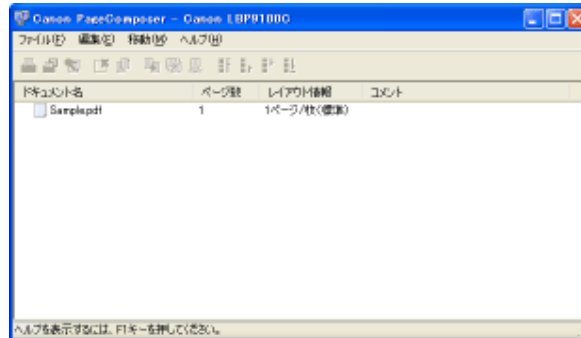 Canon PageComposer - Canon LBP9100C
ファイル(F) 編集(E) 移動(M) ヘルプ(H)
ドキュメント名 ページ数 レイアウト情報 コメント
Sample.pdf 1 1ページ/枚(標準)
ヘルプを表示するには、F1キーを押してください。